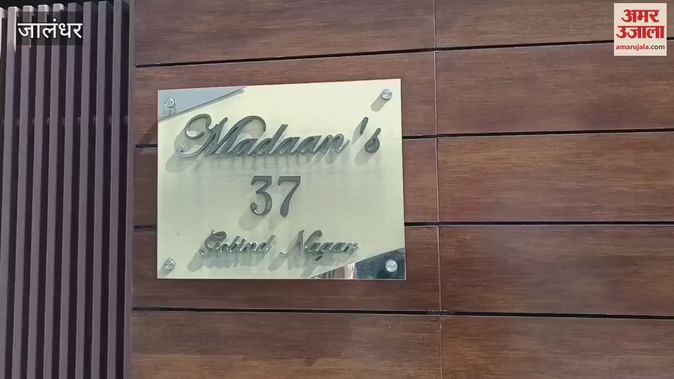 जालंधर
अमर
उजाला
amarujala.com
Madaan's
37
Gobind Nagar